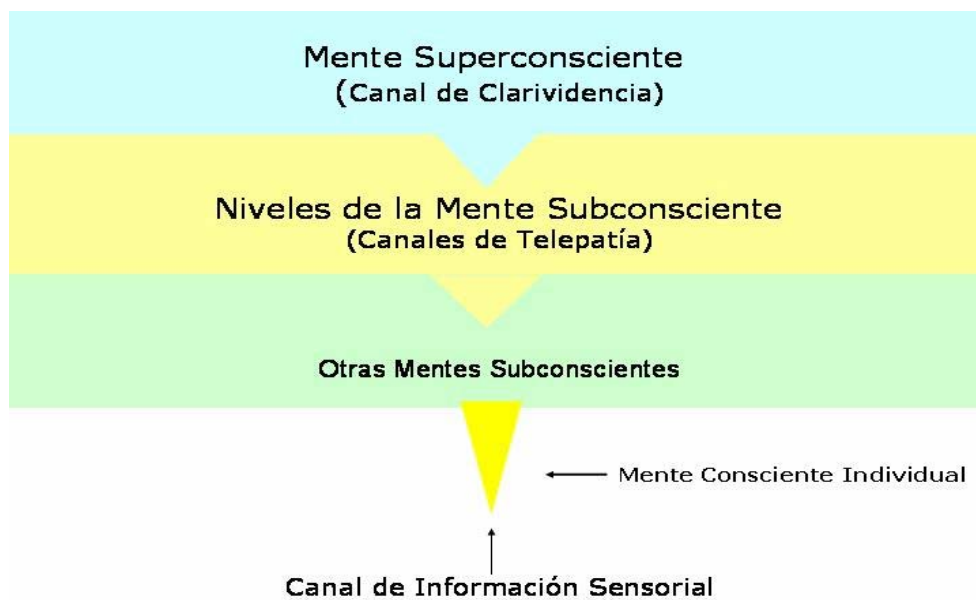 Mente Superconsciente
(Canal de Clarividencia)
Niveles de la Mente Subconsciente
(Canales de Telepatía)
Otras Mentes Subconscientes
Mente Consciente Individual
Canal de Información Sensorial